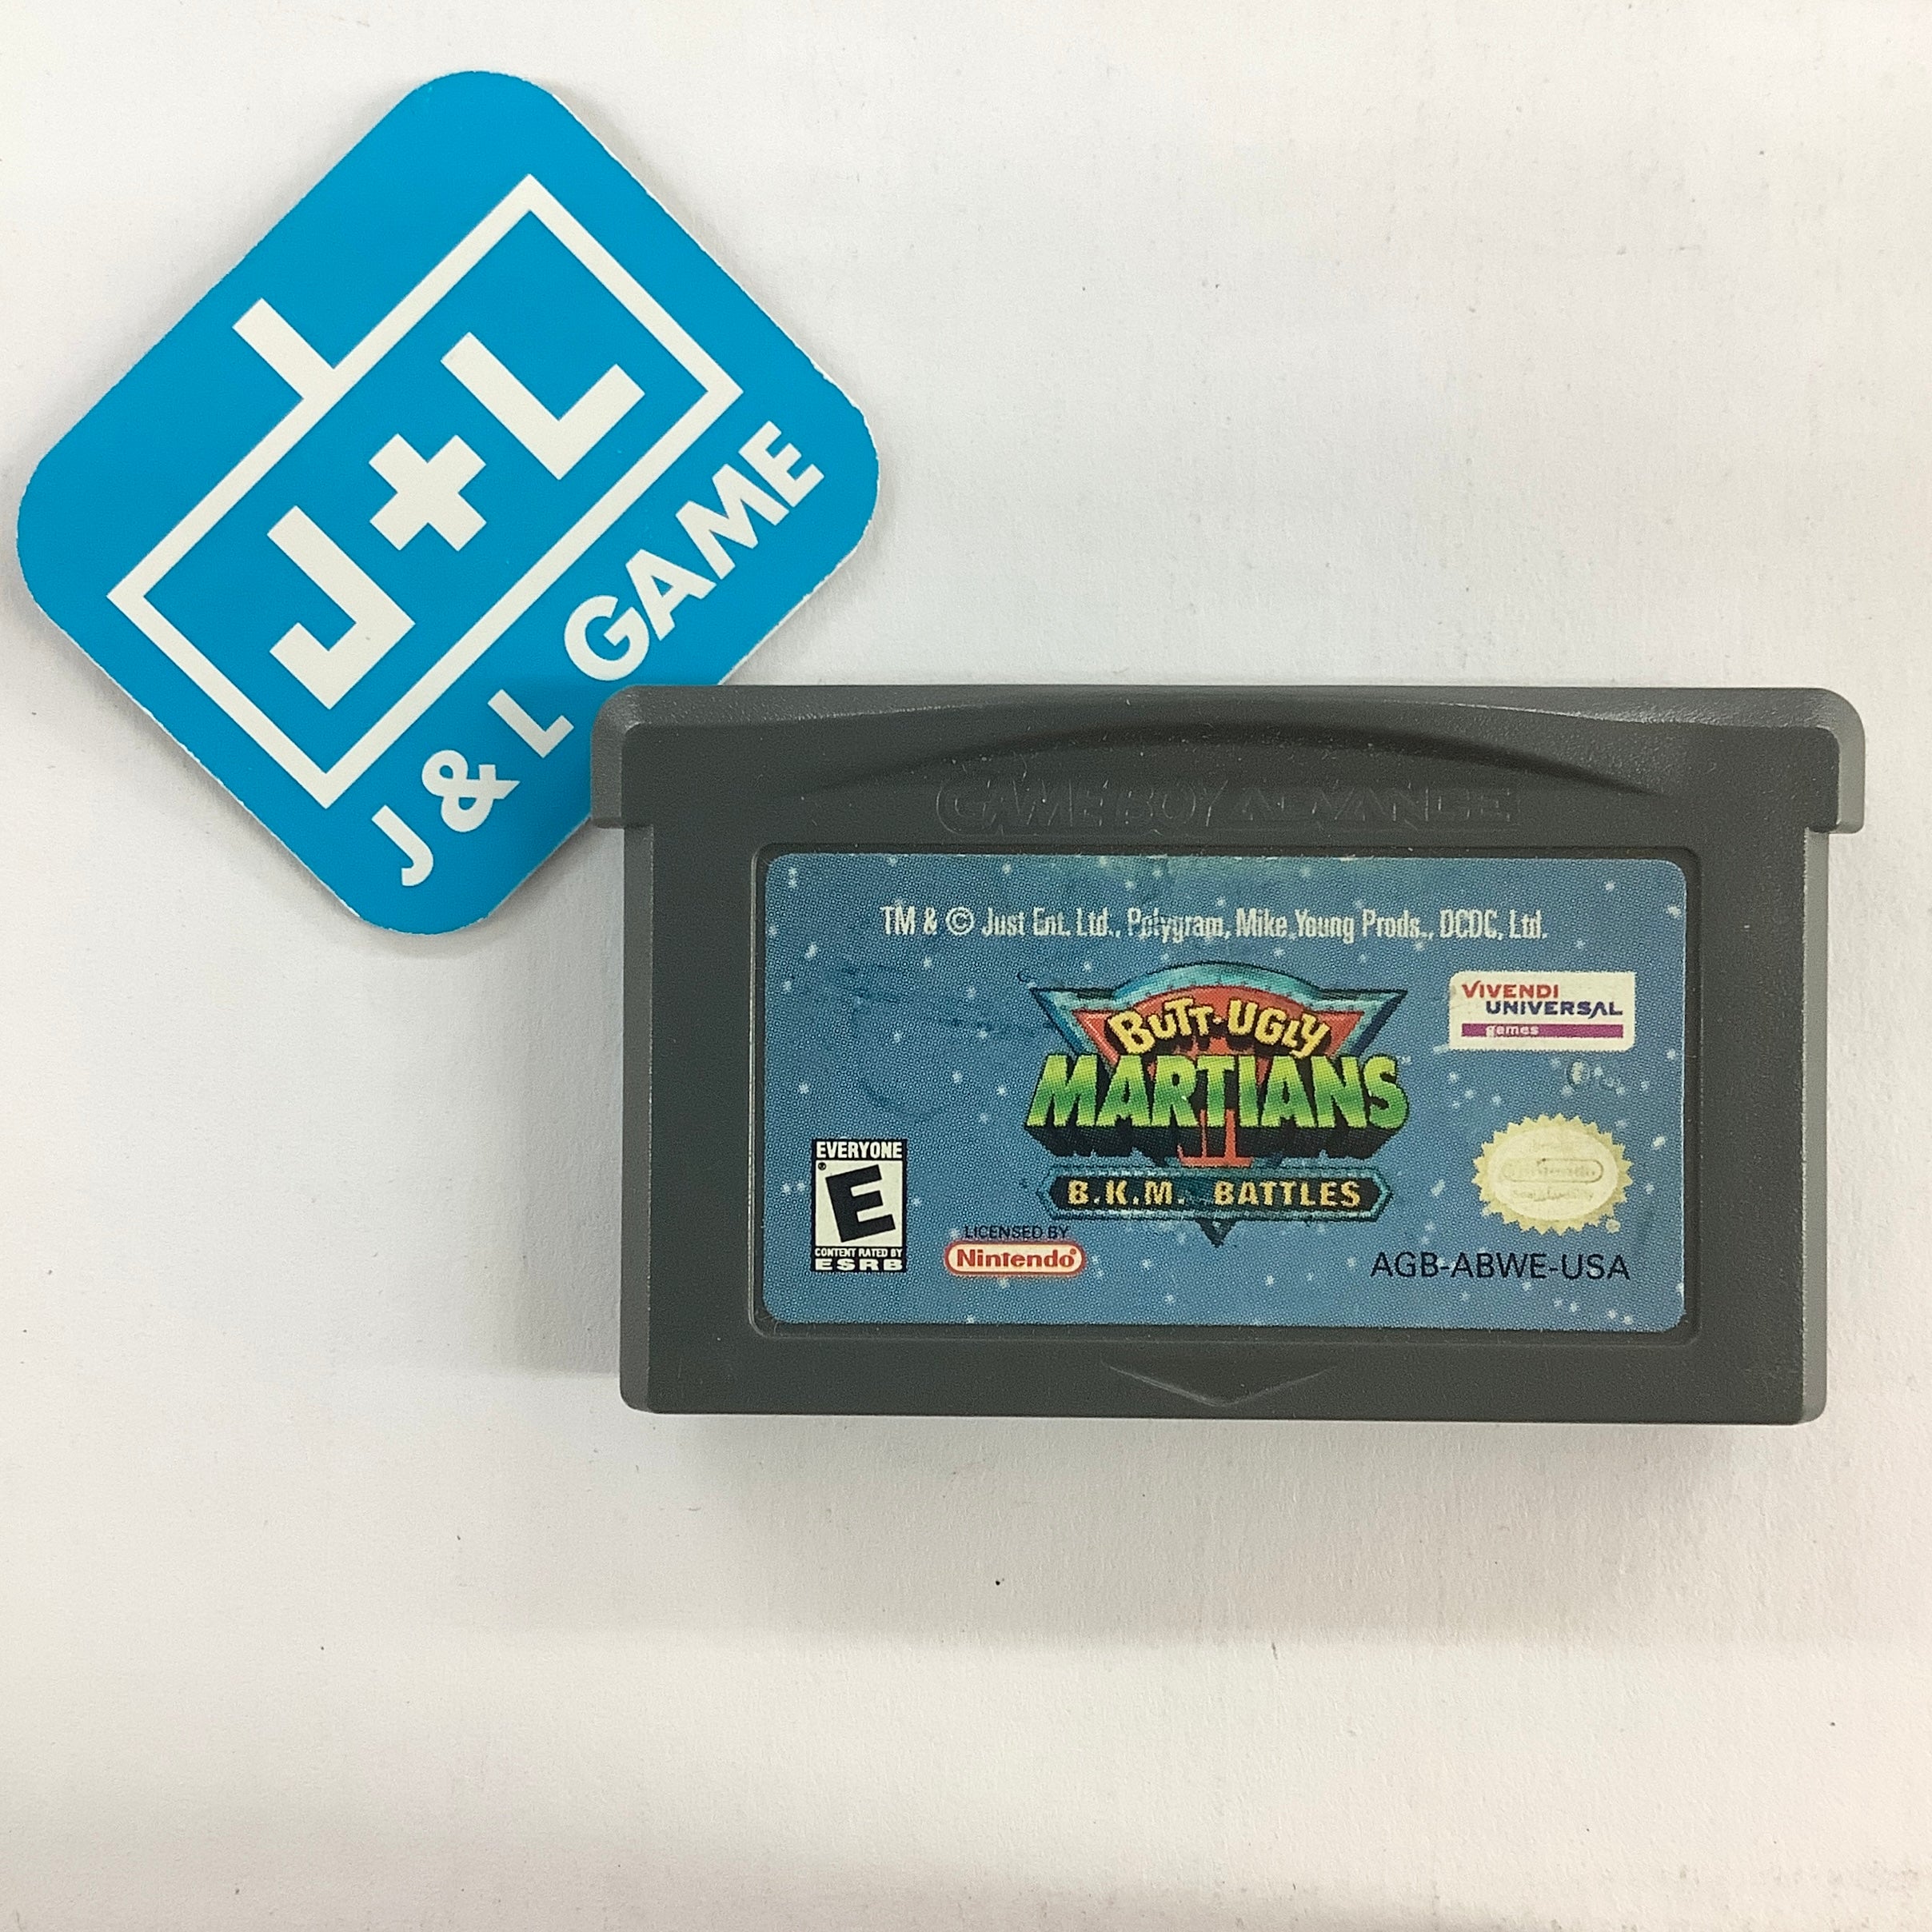 J+L
J & L GAME
GAME BOY ADVANCE
TM & © Just Ent. Ltd., Polygram, Mike Young Prods., DCDC, Ltd.
BUTT-UGLY
MARTIANS
B.K.M. BATTLES
VIVENDI
UNIVERSAL
games
EVERYONE
E
CONTENT RATED BY
ESRB
LICENSED BY
Nintendo®
Nintendo
AGB-ABWE-USA